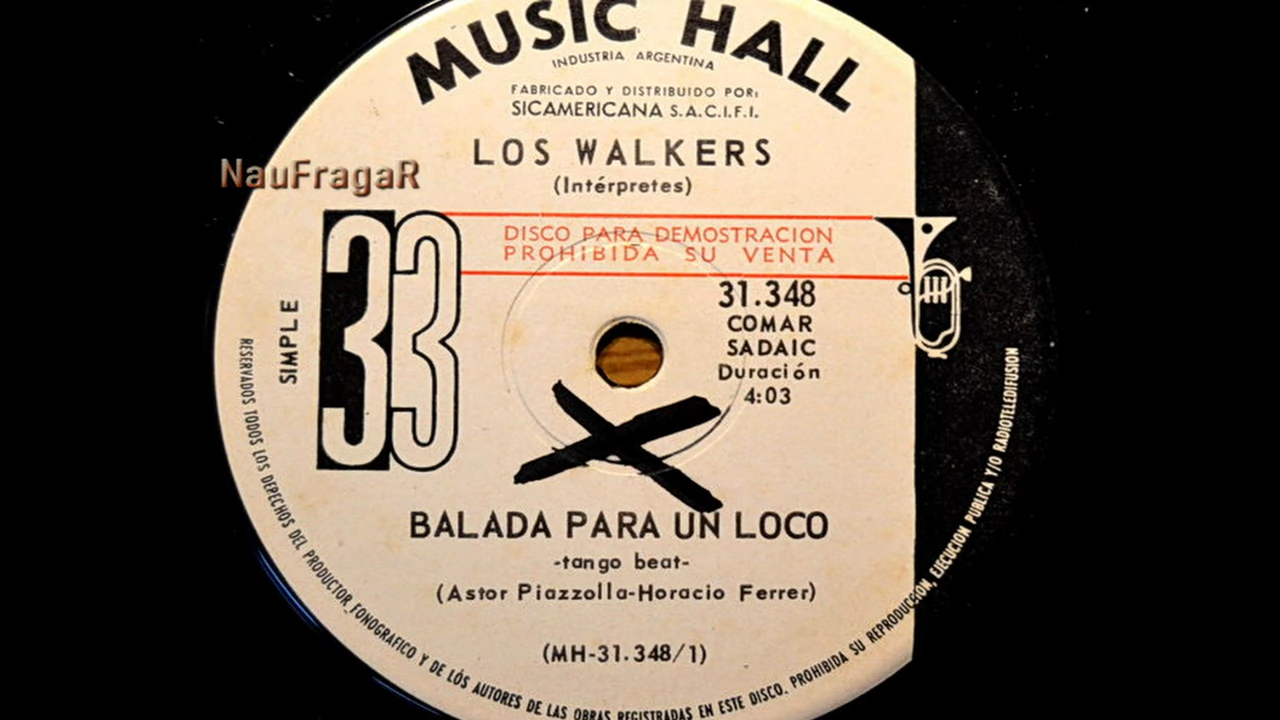 MUSIC HALL
INDUSTRIA ARGENTINA
FABRICADO Y DISTRIBUIDO POR:
SICAMERICANA S.A.C.I.F.I.
LOS WALKERS
(Intérpretes)
NauFragaR
DISCO PARA DEMOSTRACION
PROHIBIDA SU VENTA
33
SIMPLE
31.348
COMAR
SADAIC
Duración
4:03
BALADA PARA UN LOCO
-tango beat-
(Astor Piazzolla-Horacio Ferrer)
(MH-31.348/1)
RESERVADOS TODOS LOS DEPECHOS DEL PRODUCTOR FONOGRAFICO Y DE LÓS AUTORES DE LAS OBRAS REGISTRADAS EN ESTE DISCO. PROHIBIDA SU REPRODUCCION, EJECUCION PUBLICA Y/O RADIOTELEDIFUSION